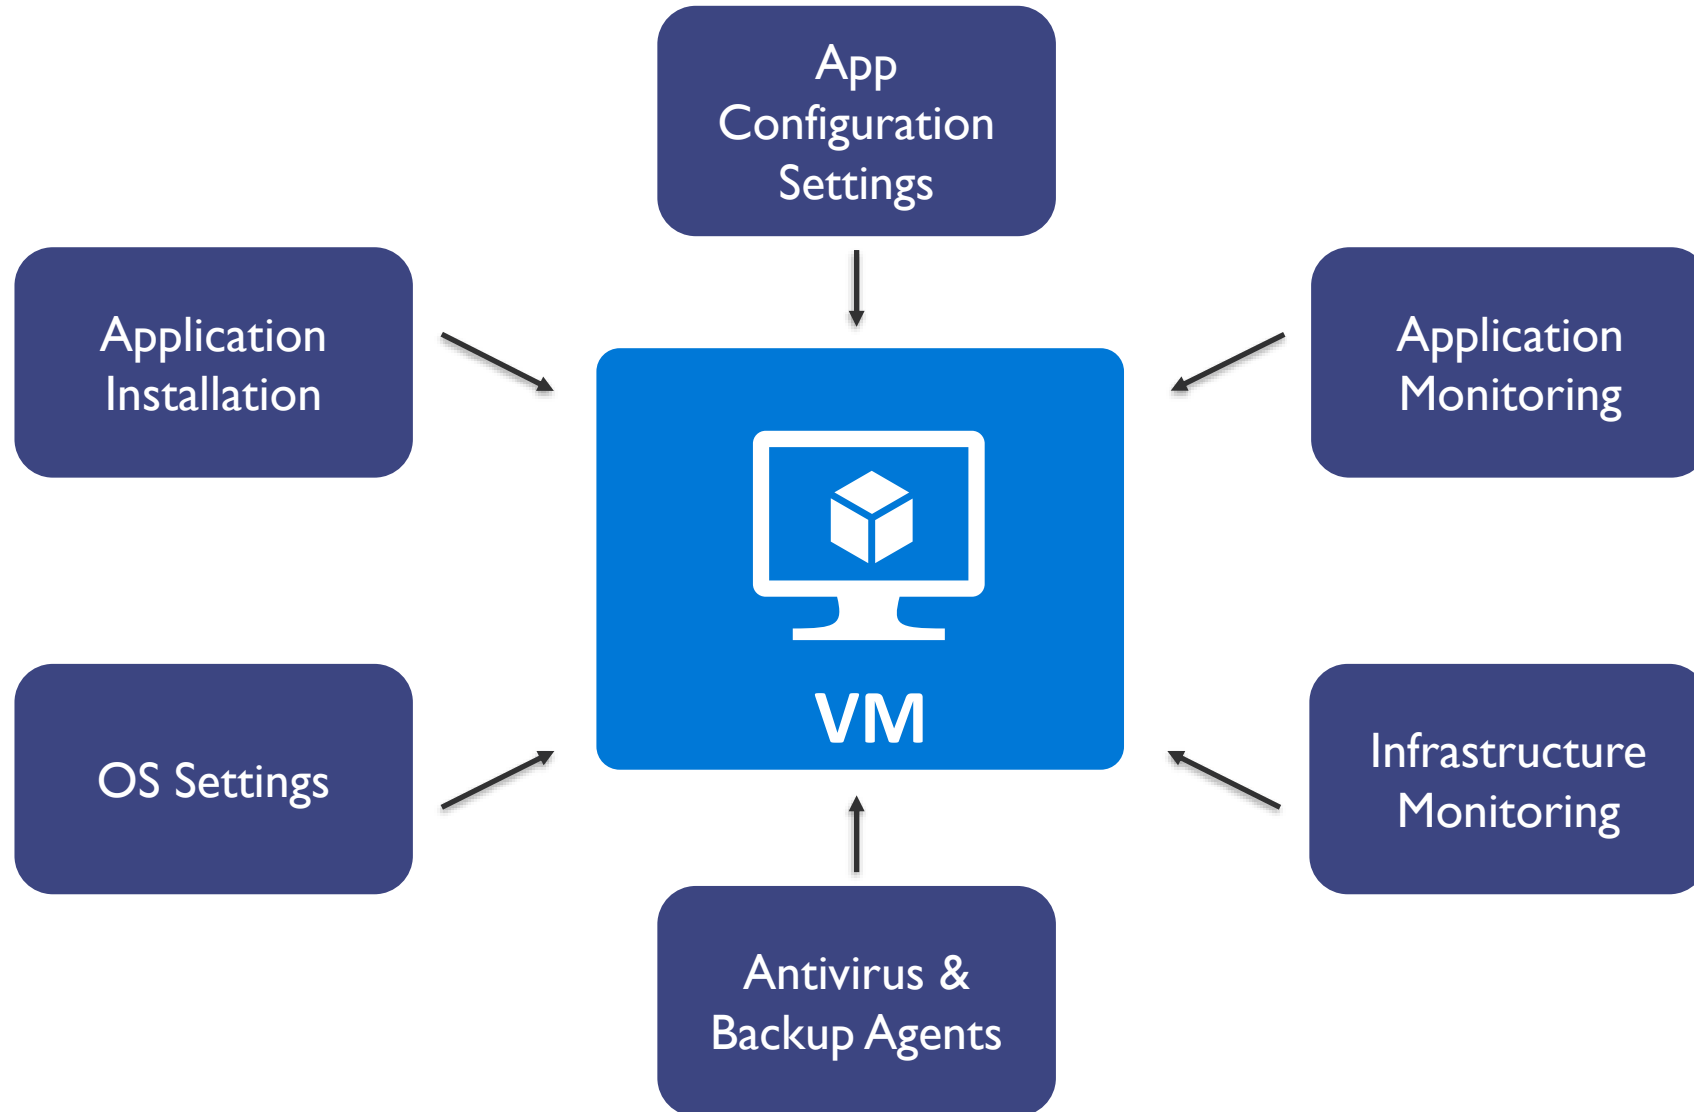 App
Configuration
Settings
Application
Installation
Application
Monitoring
VM
OS Settings
Infrastructure
Monitoring
Antivirus &
Backup Agents